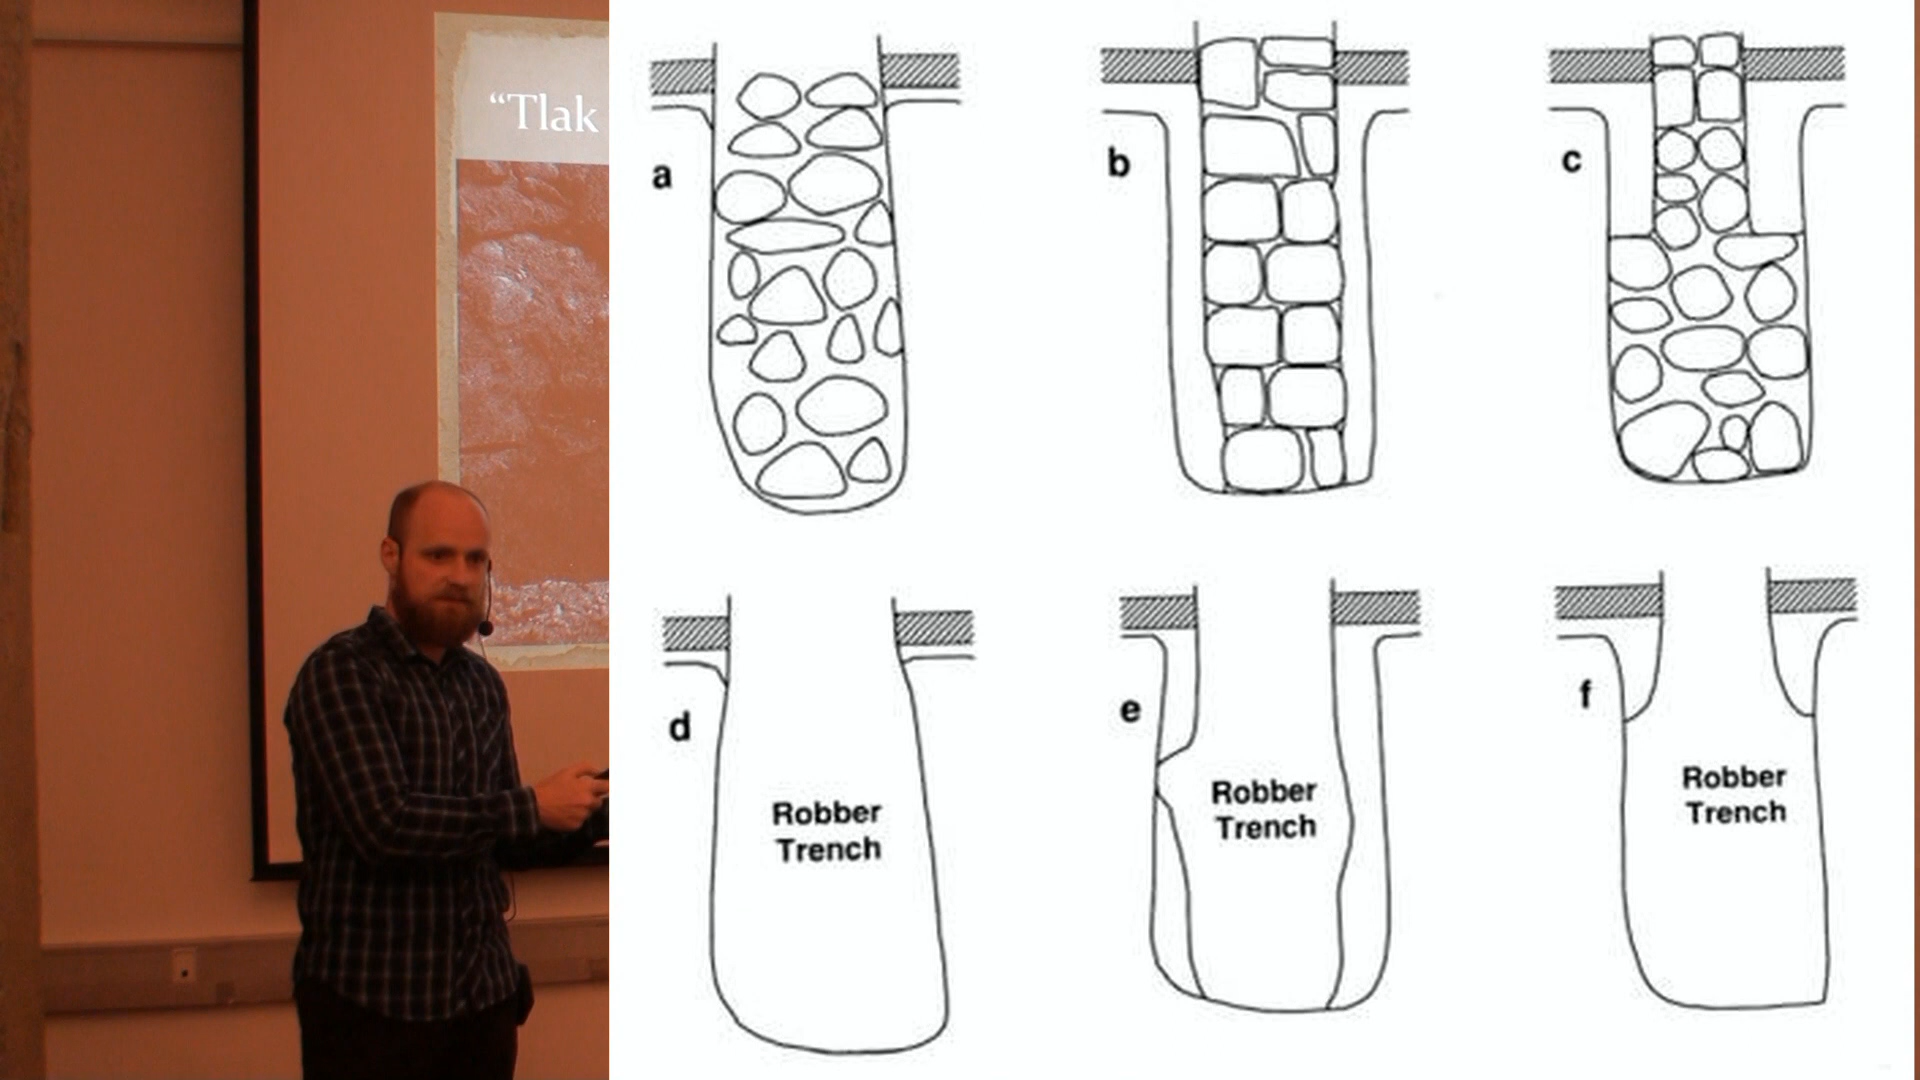 “Tlak
a
b
c
d
e
f
Robber
Trench
Robber
Trench
Robber
Trench